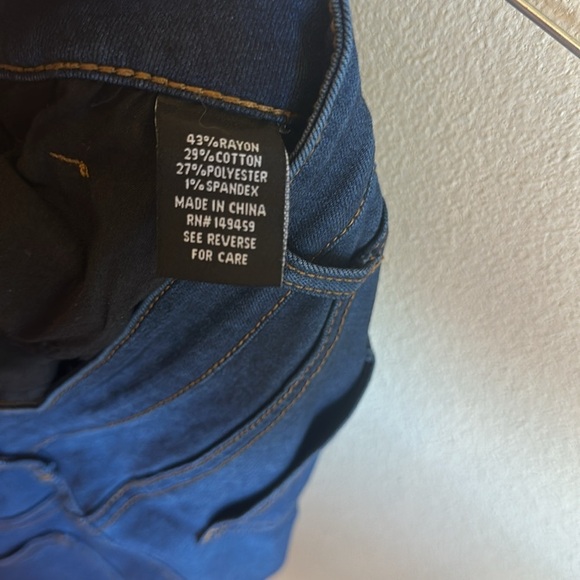 43%RAYON
29%COTTON
27%POLYESTER
1%SPANDEX
MADE IN CHINA
RN# 149459
SEE REVERSE
FOR CARE